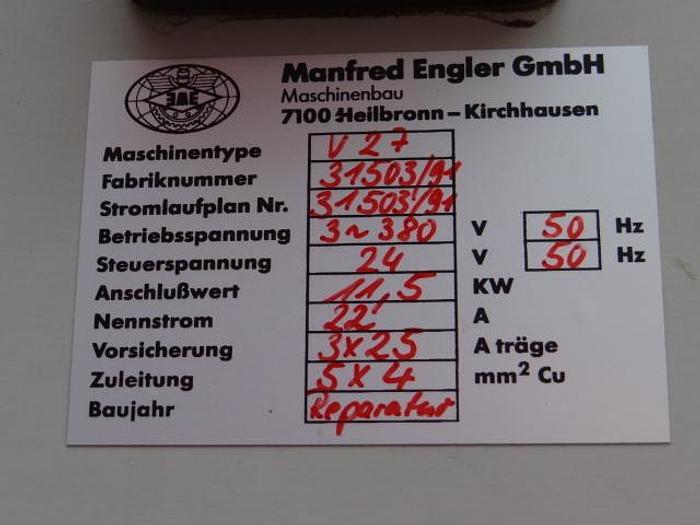 Manfred Engler GmbH
Maschinenbau
7100 Heilbronn – Kirchhausen
Maschinentype V 27
Fabriknummer 31503/91
Stromlaufplan Nr. 31503/91
Betriebsspannung 3~380 V 50 Hz
Steuerspannung 24 V 50 Hz
Anschlußwert 11,5 KW
Nennstrom 22 A
Vorsicherung 3x25 A träge
Zuleitung 5x4 mm² Cu
Baujahr Reparatur